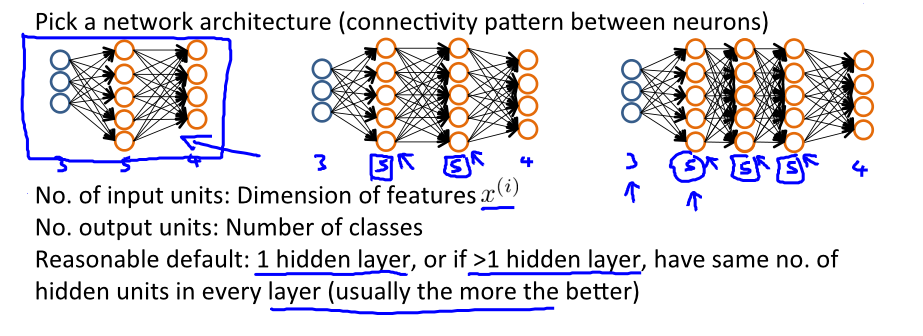 Pick a network architecture (connectivity pattern between neurons)
3 5 4 3 5 5 4 3 5 5 5 4
No. of input units: Dimension of features x^{(i)}
No. output units: Number of classes
Reasonable default: 1 hidden layer, or if >1 hidden layer, have same no. of
hidden units in every layer (usually the more the better)